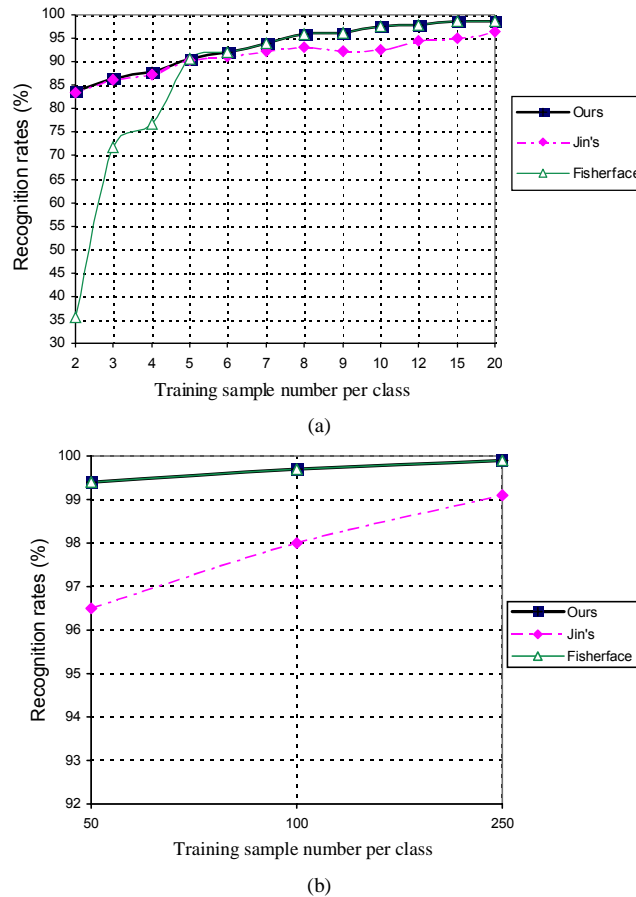 100
95
90
85
80
75
70
65
60
55
50
45
40
35
30
Recognition rates (%)
2 3 4 5 6 7 8 9 10 12 15 20
Training sample number per class
Ours
Jin's
Fisherface
(a)
100
99
98
97
96
95
94
93
92
Recognition rates (%)
50 100 250
Training sample number per class
Ours
Jin's
Fisherface
(b)